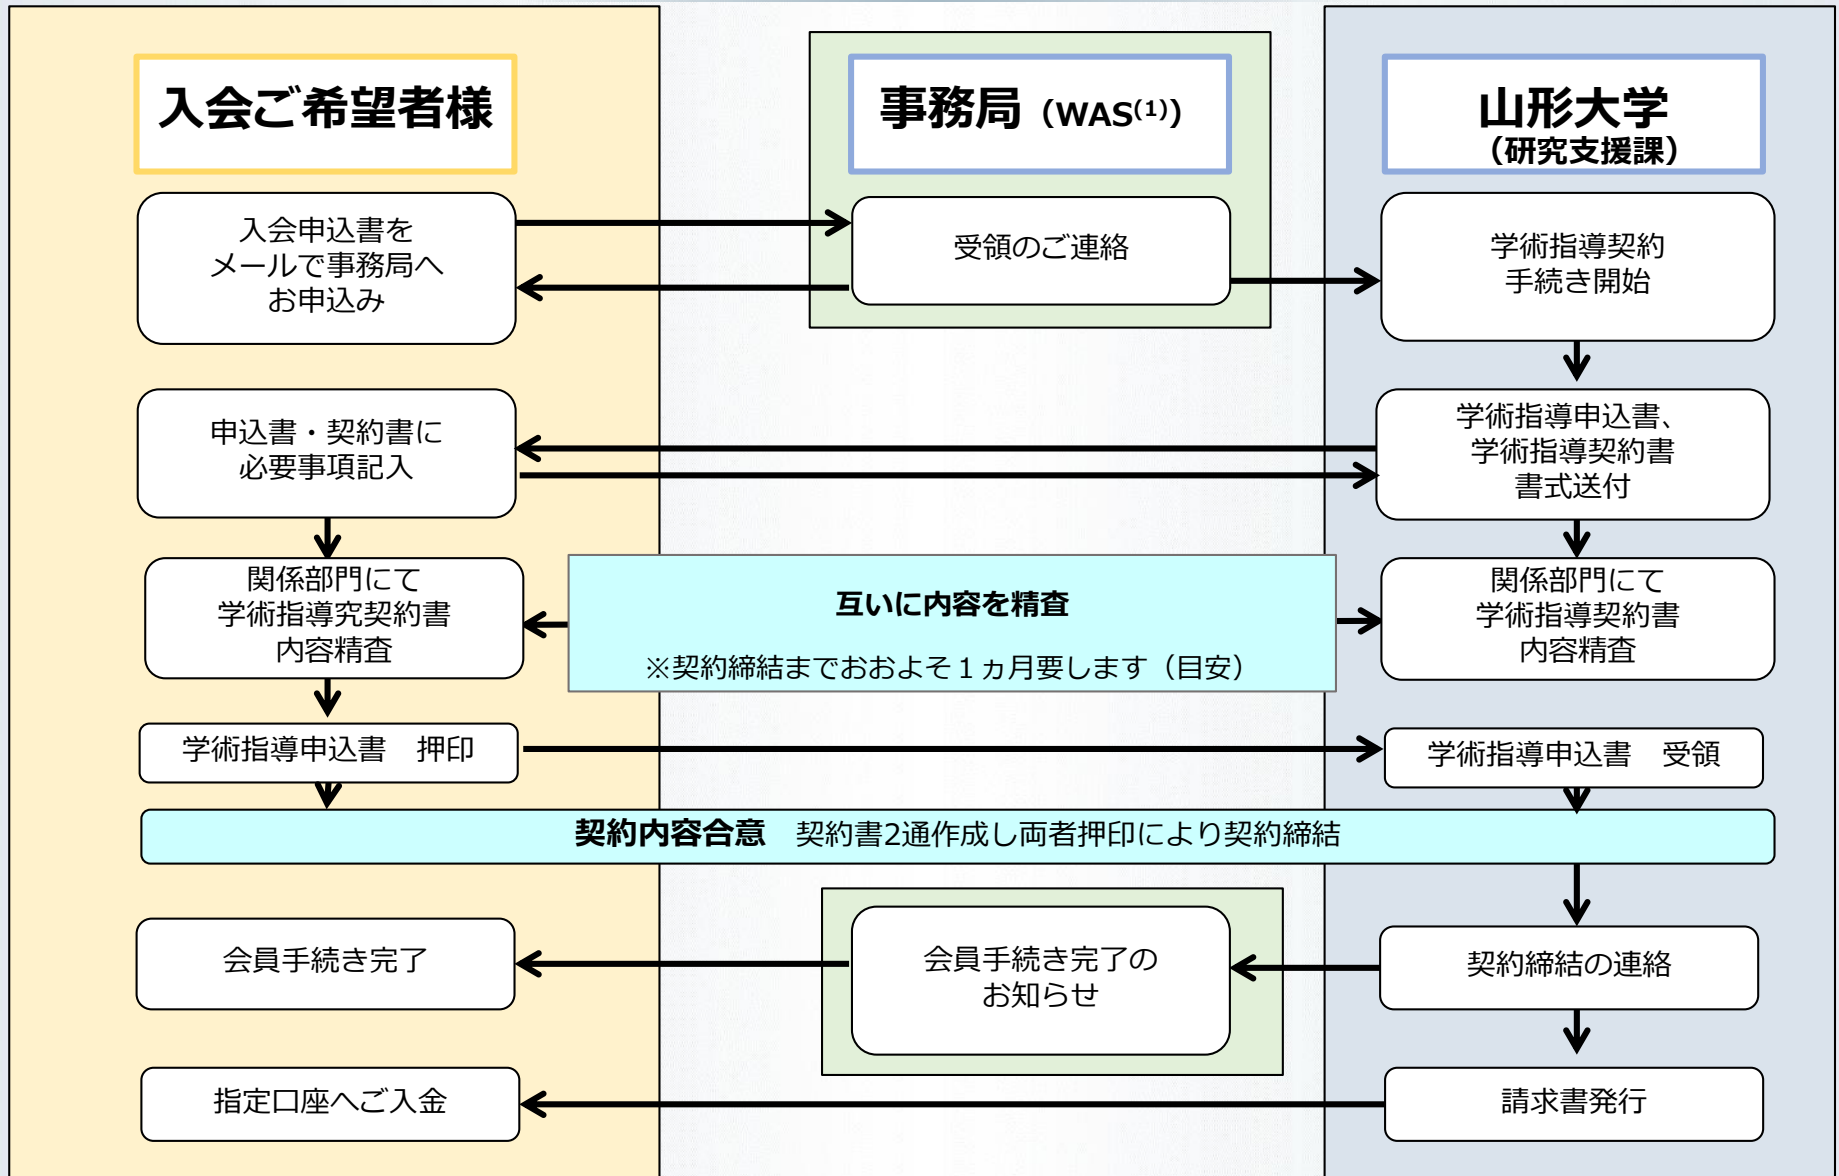 入会ご希望者様
事務局（WAS(1)）
山形大学
（研究支援課）
入会申込書を
メールで事務局へ
お申込み
受領のご連絡
学術指導契約
手続き開始
申込書・契約書に
必要事項記入
学術指導申込書、
学術指導契約書
書式送付
関係部門にて
学術指導究契約書
内容精査
互いに内容を精査
※契約締結までおおよそ１ヵ月要します（目安）
関係部門にて
学術指導契約書
内容精査
学術指導申込書　押印
学術指導申込書　受領
契約内容合意　契約書2通作成し両者押印により契約締結
会員手続き完了
会員手続き完了の
お知らせ
契約締結の連絡
指定口座へご入金
請求書発行